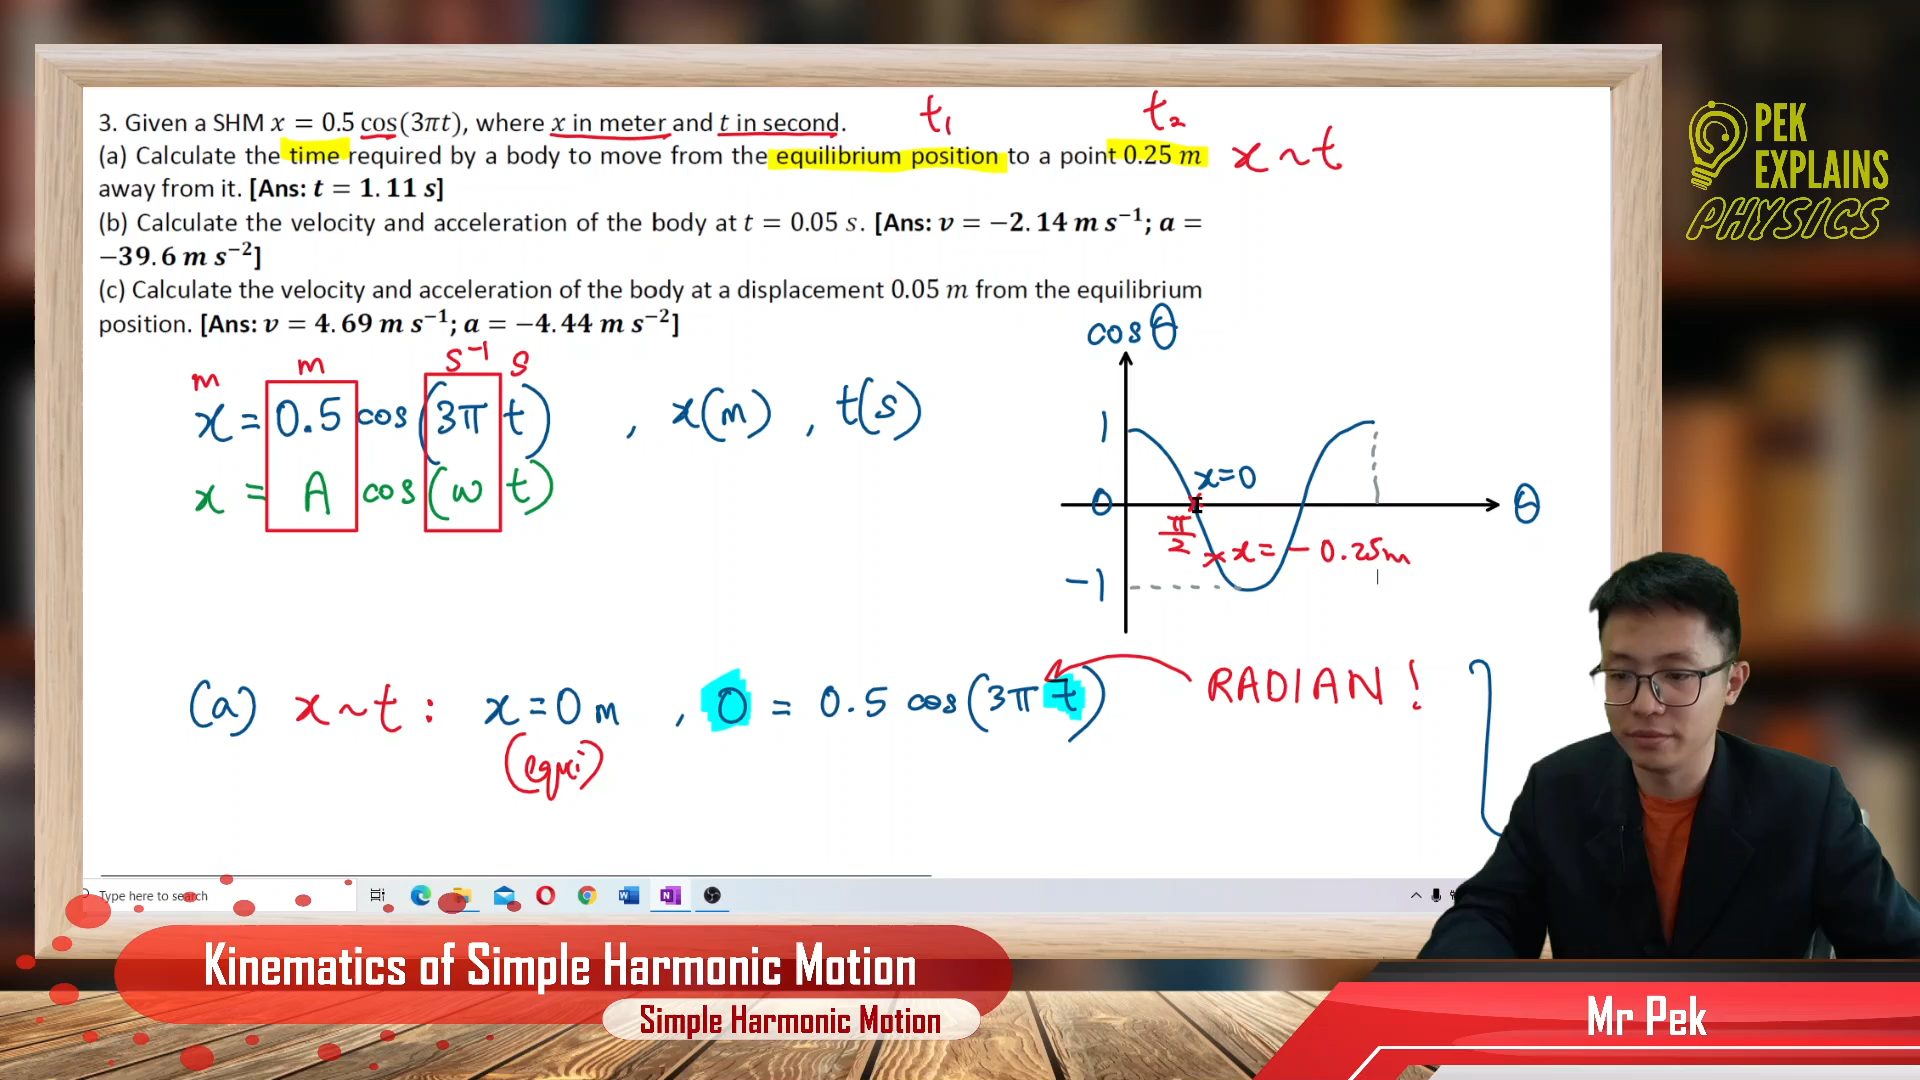 3. Given a SHM x = 0.5 cos(3πt), where x in meter and t in second.
t₁
t₂
(a) Calculate the time required by a body to move from the equilibrium position to a point 0.25 m
x ~ t
away from it. [Ans: t = 1.11 s]
(b) Calculate the velocity and acceleration of the body at t = 0.05 s. [Ans: v = −2.14 m s⁻¹; a =
−39.6 m s⁻²]
(c) Calculate the velocity and acceleration of the body at a displacement 0.05 m from the equilibrium
position. [Ans: v = 4.69 m s⁻¹; a = −4.44 m s⁻²]
PEK
EXPLAINS
PHYSICS
m m s⁻¹ s
x = 0.5 cos(3π t) , x(m) , t(s)
x = A cos(ω t)
cos θ
1
x=0
0
θ
π/2
x = − 0.25m
−1
(a) x ~ t : x = 0 m , 0 = 0.5 cos(3π t)
RADIAN !
(equi)
Type here to search
Kinematics of Simple Harmonic Motion
Simple Harmonic Motion
Mr Pek